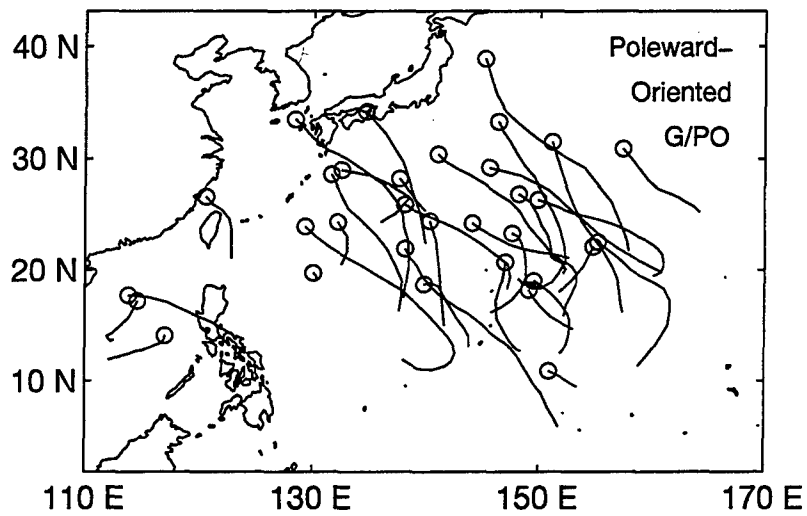 40 N
30 N
20 N
10 N
110 E
130 E
150 E
170 E
Poleward–
Oriented
G/PO